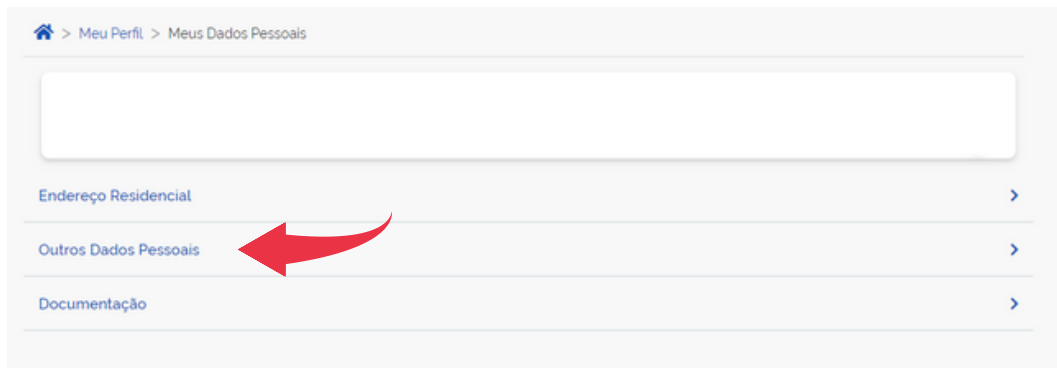 > Meu Perfil > Meus Dados Pessoais
Endereço Residencial
Outros Dados Pessoais
Documentação